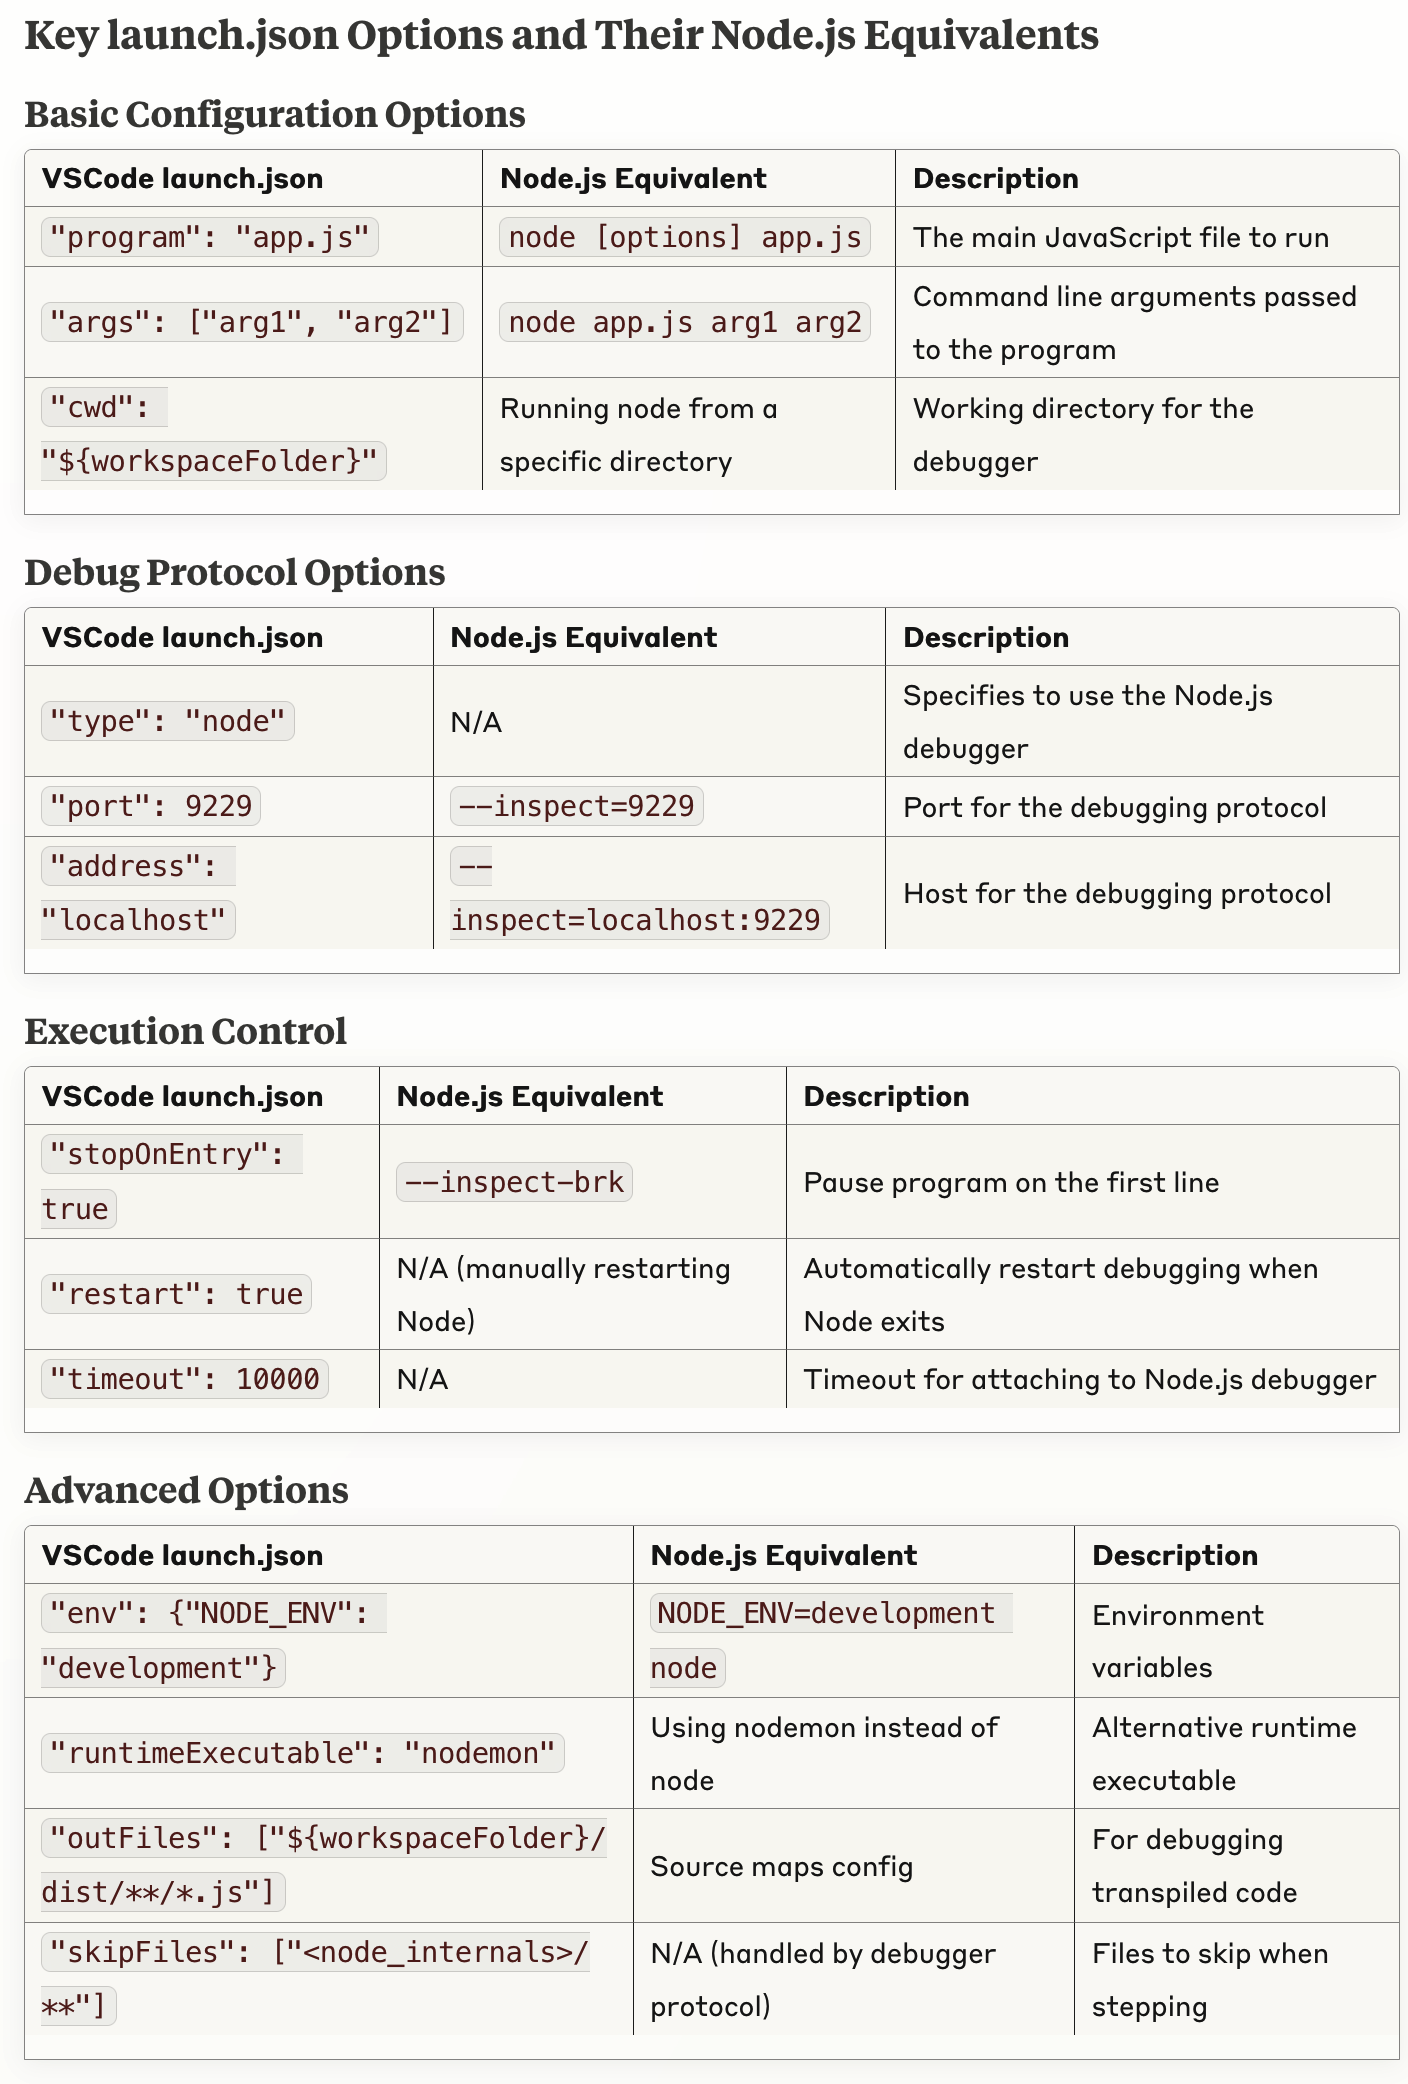 Key launch.json Options and Their Node.js Equivalents
Basic Configuration Options
VSCode launch.json
Node.js Equivalent
Description
"program": "app.js"
node [options] app.js
The main JavaScript file to run
"args": ["arg1", "arg2"]
node app.js arg1 arg2
Command line arguments passed
to the program
"cwd":
"${workspaceFolder}"
Running node from a
specific directory
Working directory for the
debugger
Debug Protocol Options
VSCode launch.json
Node.js Equivalent
Description
"type": "node"
N/A
Specifies to use the Node.js
debugger
"port": 9229
--inspect=9229
Port for the debugging protocol
"address":
"localhost"
--
inspect=localhost:9229
Host for the debugging protocol
Execution Control
VSCode launch.json
Node.js Equivalent
Description
"stopOnEntry":
true
--inspect-brk
Pause program on the first line
"restart": true
N/A (manually restarting
Node)
Automatically restart debugging when
Node exits
"timeout": 10000
N/A
Timeout for attaching to Node.js debugger
Advanced Options
VSCode launch.json
Node.js Equivalent
Description
"env": {"NODE_ENV":
"development"}
NODE_ENV=development
node
Environment
variables
"runtimeExecutable": "nodemon"
Using nodemon instead of
node
Alternative runtime
executable
"outFiles": ["${workspaceFolder}/
dist/**/*.js"]
Source maps config
For debugging
transpiled code
"skipFiles": ["<node_internals>/
**"]
N/A (handled by debugger
protocol)
Files to skip when
stepping